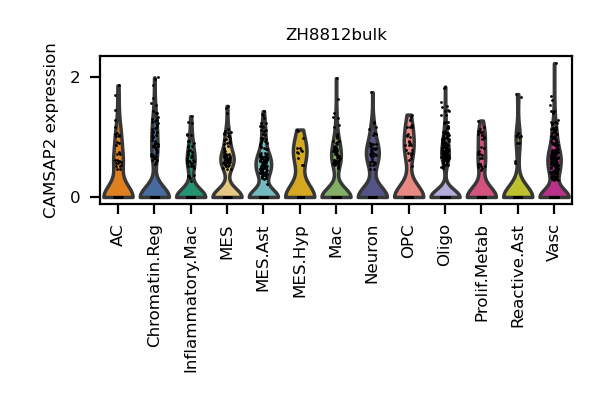 ZH8812bulk
CAMSAP2 expression
2
0
AC
Chromatin.Reg
Inflammatory.Mac
MES
MES.Ast
MES.Hyp
Mac
Neuron
OPC
Oligo
Prolif.Metab
Reactive.Ast
Vasc